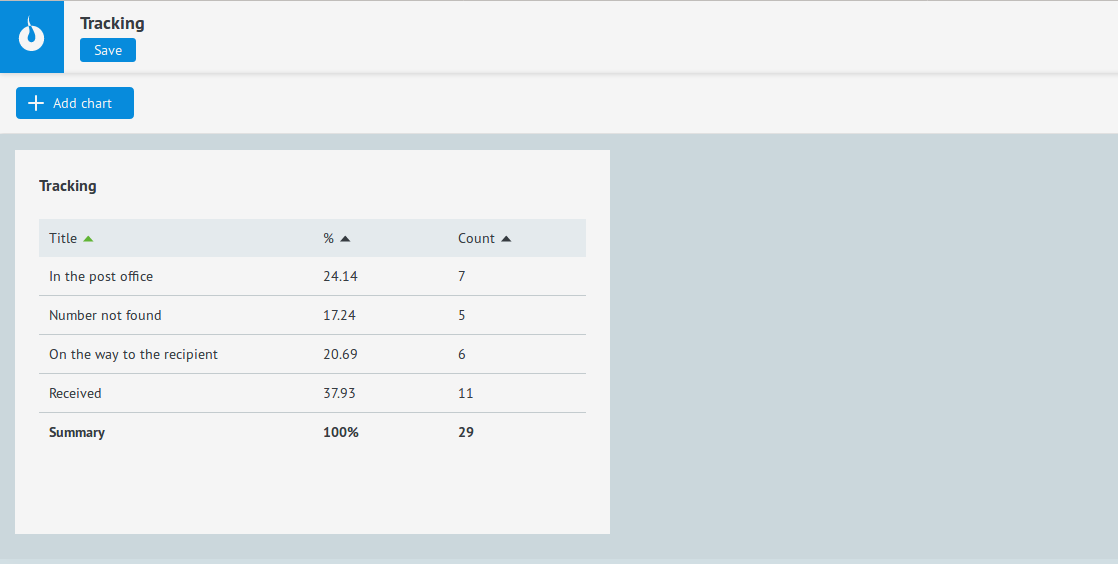 Tracking
Save
Add chart
Tracking
Title % Count
In the post office 24.14 7
Number not found 17.24 5
On the way to the recipient 20.69 6
Received 37.93 11
Summary 100% 29